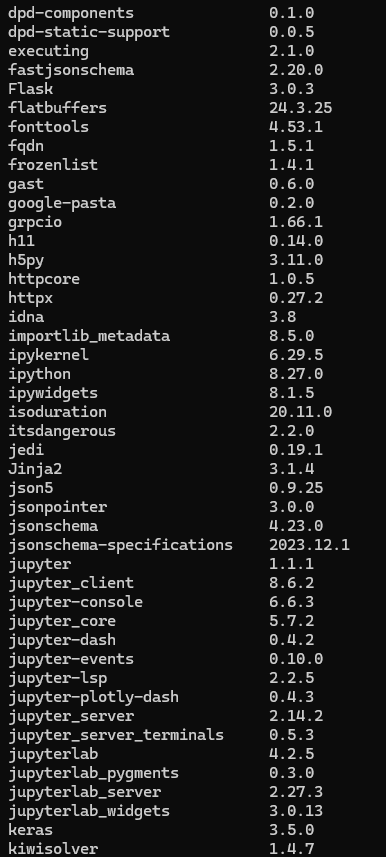 dpd-components 0.1.0
dpd-static-support 0.0.5
executing 2.1.0
fastjsonschema 2.20.0
Flask 3.0.3
flatbuffers 24.3.25
fonttools 4.53.1
fqdn 1.5.1
frozenlist 1.4.1
gast 0.6.0
google-pasta 0.2.0
grpcio 1.66.1
h11 0.14.0
h5py 3.11.0
httpcore 1.0.5
httpx 0.27.2
idna 3.8
importlib_metadata 8.5.0
ipykernel 6.29.5
ipython 8.27.0
ipywidgets 8.1.5
isoduration 20.11.0
itsdangerous 2.2.0
jedi 0.19.1
Jinja2 3.1.4
json5 0.9.25
jsonpointer 3.0.0
jsonschema 4.23.0
jsonschema-specifications 2023.12.1
jupyter 1.1.1
jupyter_client 8.6.2
jupyter-console 6.6.3
jupyter_core 5.7.2
jupyter-dash 0.4.2
jupyter-events 0.10.0
jupyter-lsp 2.2.5
jupyter-plotly-dash 0.4.3
jupyter_server 2.14.2
jupyter_server_terminals 0.5.3
jupyterlab 4.2.5
jupyterlab_pygments 0.3.0
jupyterlab_server 2.27.3
jupyterlab_widgets 3.0.13
keras 3.5.0
kiwisolver 1.4.7